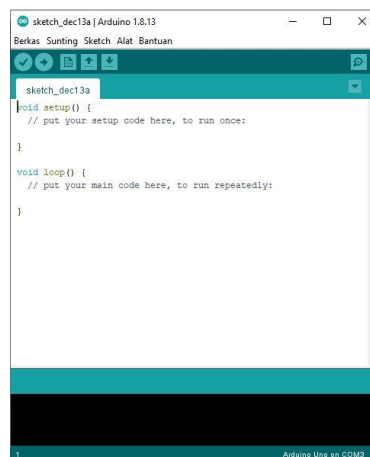 sketch_dec13a | Arduino 1.8.13
Berkas Sunting Sketch Alat Bantuan
sketch_dec13a
void setup() {
// put your setup code here, to run once:
}
void loop() {
// put your main code here, to run repeatedly:
}
1 Arduino Uno on COM3